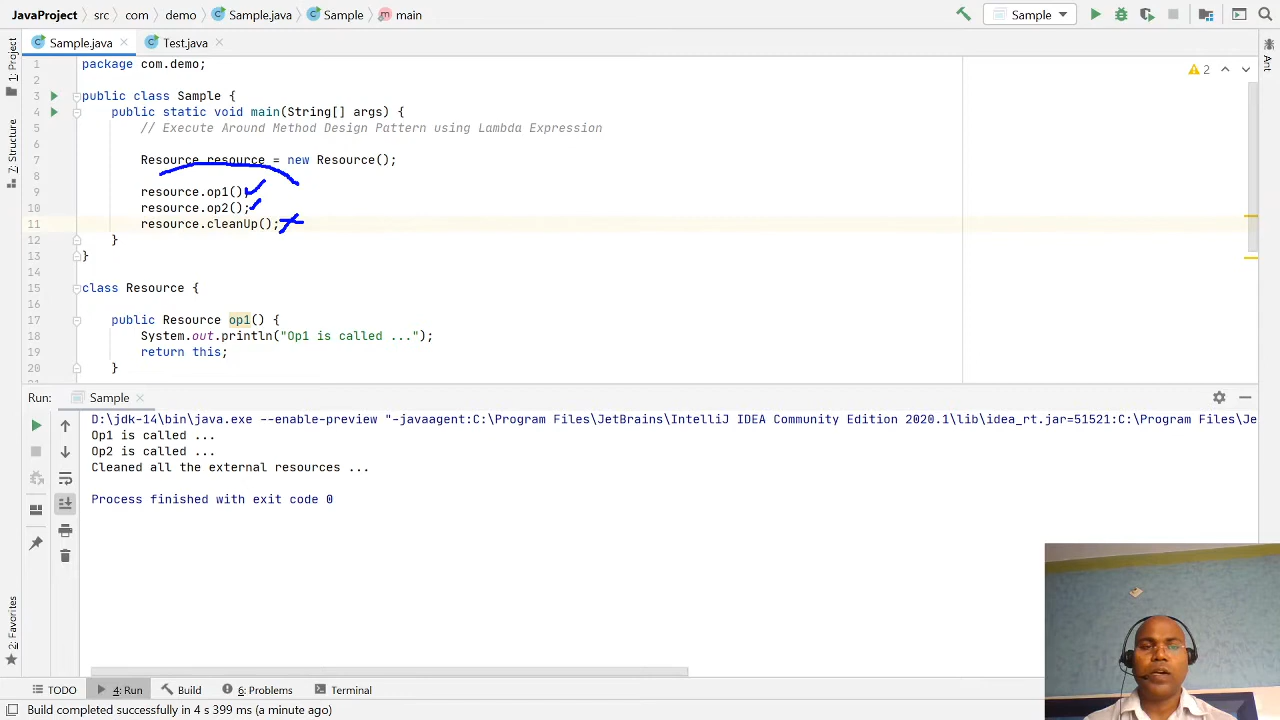 JavaProject src com demo Sample.java Sample main
Sample
Sample.java Test.java
1: Project
7: Structure
2: Favorites
Ant
2
1 package com.demo;
2
3 public class Sample {
4 public static void main(String[] args) {
5 // Execute Around Method Design Pattern using Lambda Expression
6
7 Resource resource = new Resource();
8
9 resource.op1();
10 resource.op2();
11 resource.cleanUp();
12 }
13 }
14
15 class Resource {
16
17 public Resource op1() {
18 System.out.println("Op1 is called ...");
19 return this;
20 }
Run: Sample
D:\jdk-14\bin\java.exe --enable-preview "-javaagent:C:\Program Files\JetBrains\IntelliJ IDEA Community Edition 2020.1\lib\idea_rt.jar=51521:C:\Program Files\Je
Op1 is called ...
Op2 is called ...
Cleaned all the external resources ...
Process finished with exit code 0
TODO 4: Run Build 6: Problems Terminal
Build completed successfully in 4 s 399 ms (a minute ago)